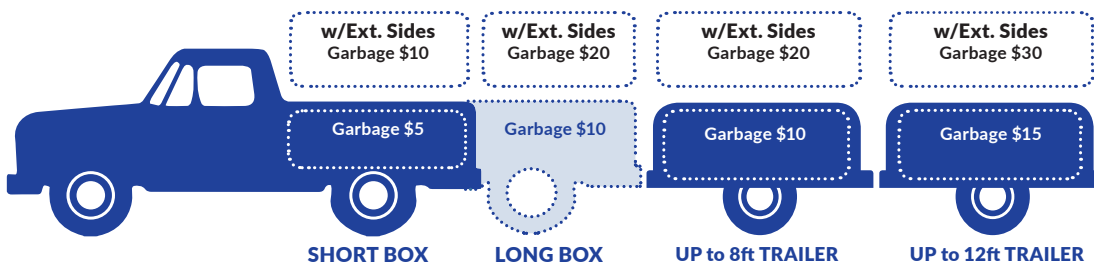 w/Ext. Sides
Garbage $10
w/Ext. Sides
Garbage $20
w/Ext. Sides
Garbage $20
w/Ext. Sides
Garbage $30
Garbage $5
Garbage $10
Garbage $10
Garbage $15
SHORT BOX
LONG BOX
UP to 8ft TRAILER
UP to 12ft TRAILER